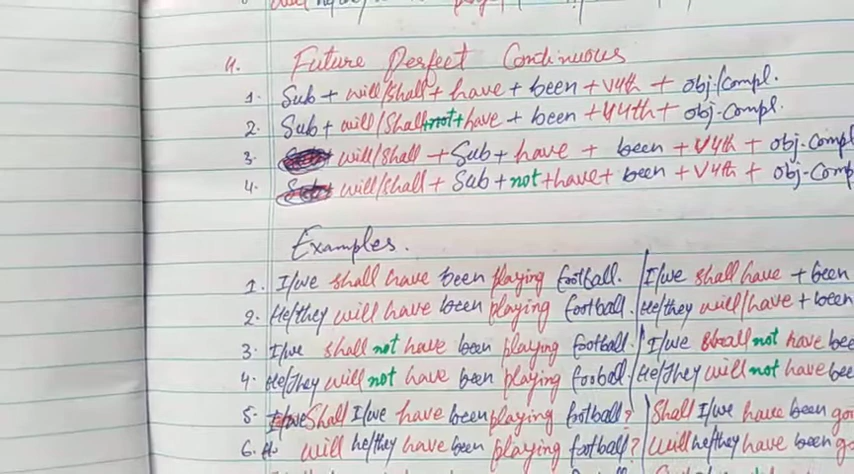 4. Future Perfect Continuous
1. Sub + will/shall + have + been + V4th + obj./compl.
2. Sub + will/shall + not + have + been + V4th + obj-compl.
3. will/shall + Sub + have + been + V4th + obj-compl
4. will/shall + Sub + not + have + been + V4th + obj-comp
Examples.
1. I/we shall have been playing football. | I/we shall have + been
2. He/they will have been playing football. | He/they will/have + been
3. I/we shall not have been playing football | I/we shall not have bee
4. He/They will not have been playing fooball. | He/They will not have bee
5. Shall I/we have been playing football? | Shall I/we have been goi
6. will he/they have been playing football? | will he/they have been go